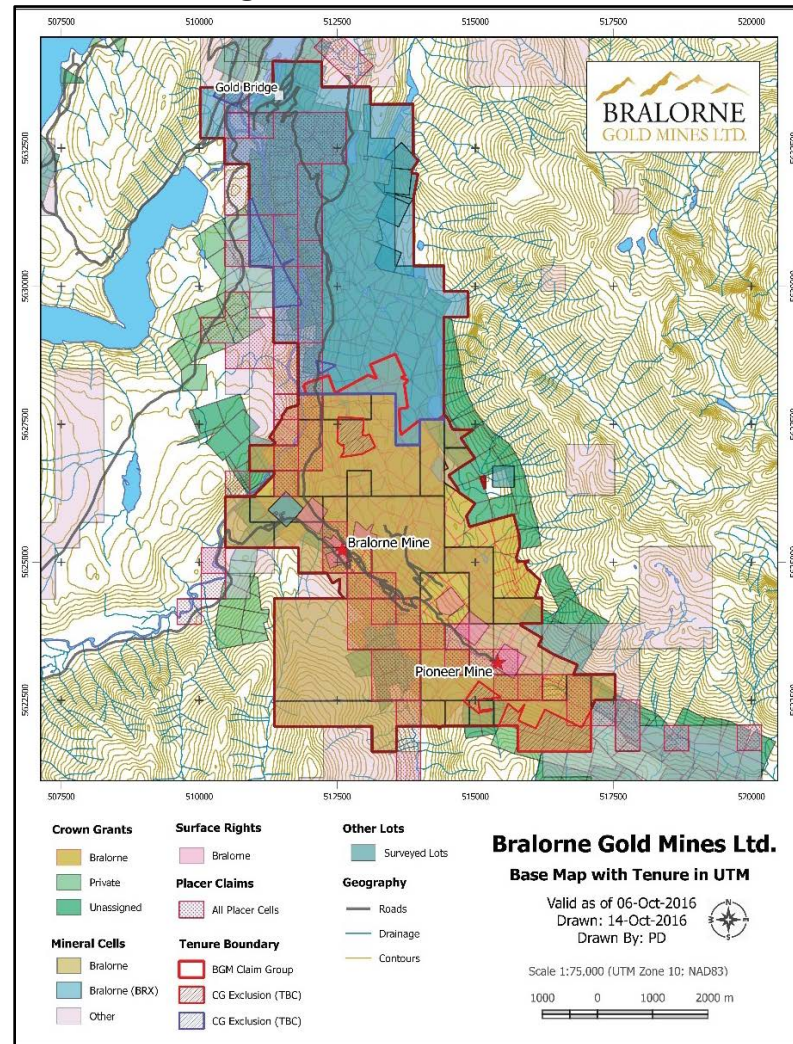 507500 510000 512500 515000 517500 520000
Gold Bridge
BRALORNE
GOLD MINES LTD.
5632500
5632500
5630000
5630000
5627500
5627500
Bralorne Mine
5625000
5625000
Pioneer Mine
5622500
5622500
507500 510000 512500 515000 517500 520000
Crown Grants
Bralorne
Private
Unassigned
Mineral Cells
Bralorne
Bralorne (BRX)
Other
Surface Rights
Bralorne
Placer Claims
All Placer Cells
Tenure Boundary
BGM Claim Group
CG Exclusion (TBC)
CG Exclusion (TBC)
Other Lots
Surveyed Lots
Geography
Roads
Drainage
Contours
Bralorne Gold Mines Ltd.
Base Map with Tenure in UTM
Valid as of 06-Oct-2016
Drawn: 14-Oct-2016
Drawn By: PD
N
W
E
S
Scale 1:75,000 (UTM Zone 10; NAD83)
1000 0 1000 2000 m